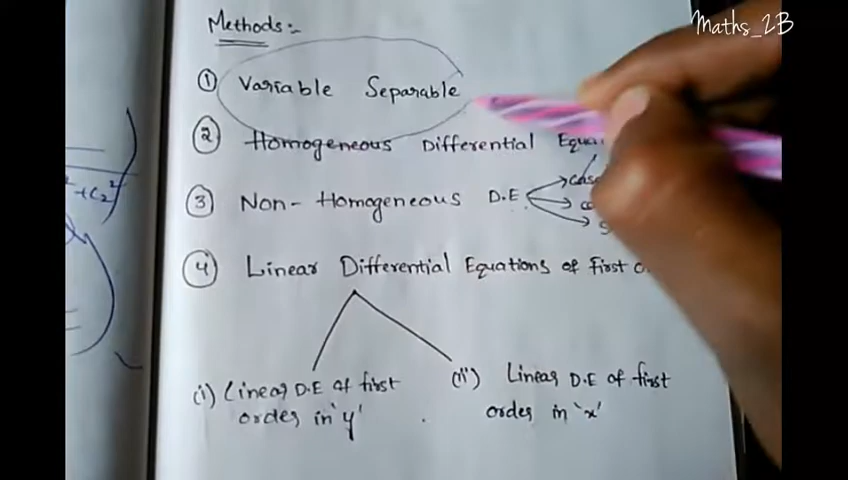 Maths_2B
Methods:-
① Variable Separable
② Homogeneous Differential
③ Non-Homogeneous D.E
④ Linear Differential Equations of First
(i) Linear D.E of first
order in 'y'
(ii) Linear D.E of first
order in 'x'
+c₂²